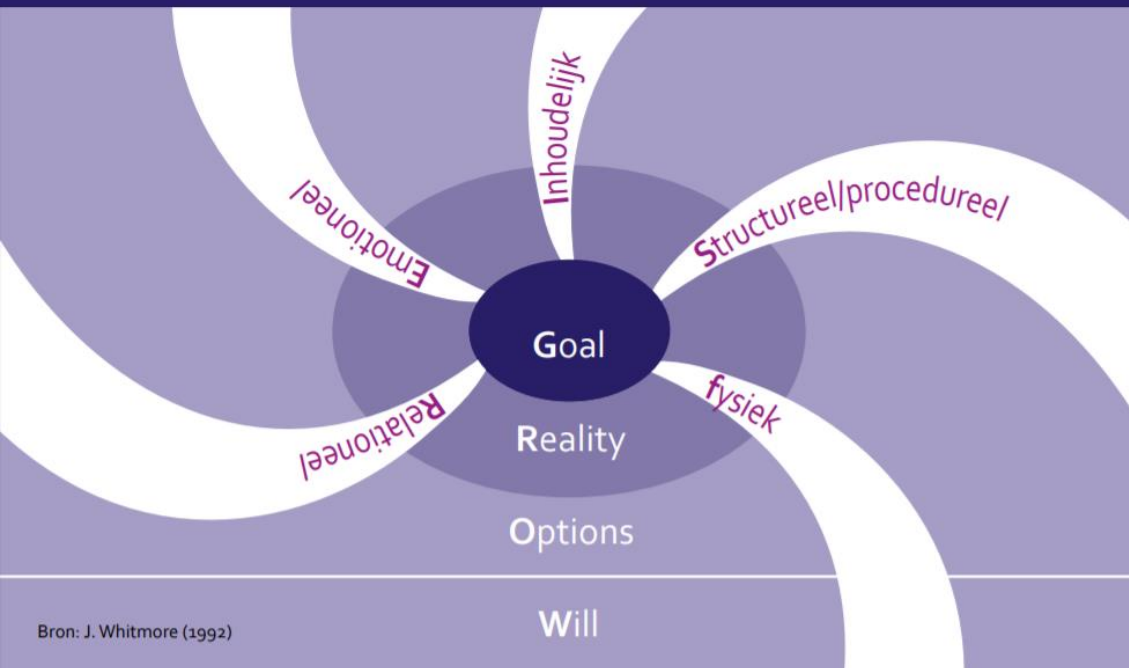 Inhoudelijk
Emotioneel
Structureel/procedureel
Goal
fysiek
Relationeel
Reality
Options
Will
Bron: J. Whitmore (1992)